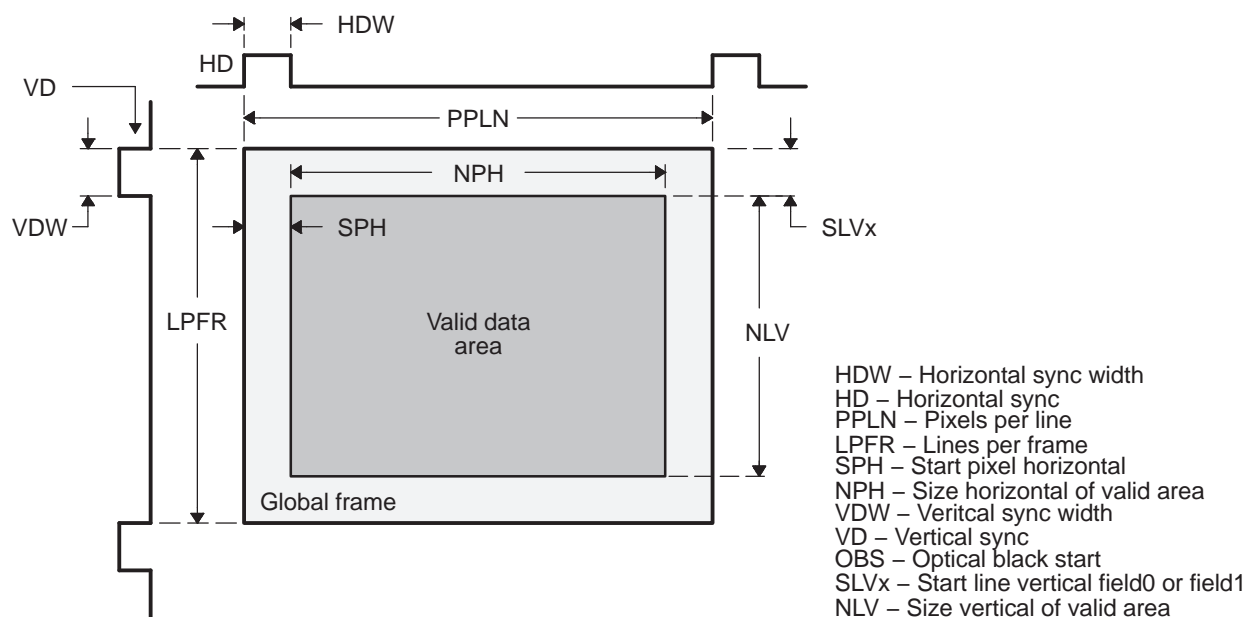 HDW
HD
VD
PPLN
NPH
VDW
SPH
SLVx
LPFR
Valid data
area
NLV
Global frame
HDW – Horizontal sync width
HD – Horizontal sync
PPLN – Pixels per line
LPFR – Lines per frame
SPH – Start pixel horizontal
NPH – Size horizontal of valid area
VDW – Veritcal sync width
VD – Vertical sync
OBS – Optical black start
SLVx – Start line vertical field0 or field1
NLV – Size vertical of valid area